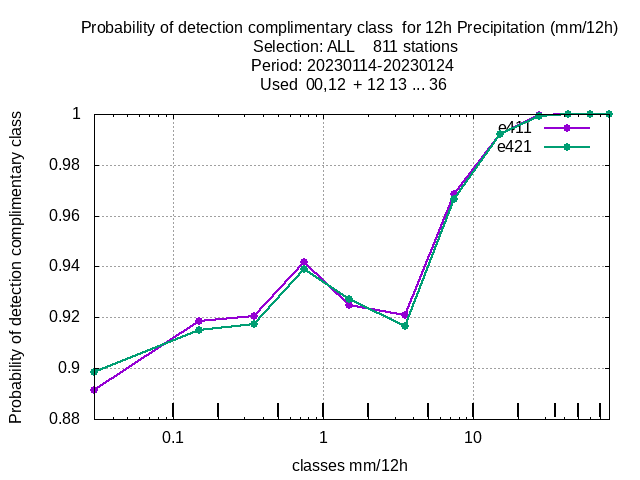 Probability of detection complimentary class  for 12h Precipitation (mm/12h)
Selection: ALL    811 stations
Period: 20230114-20230124
Used  00,12  + 12 13 ... 36
Probability of detection complimentary class
1
0.98
0.96
0.94
0.92
0.9
0.88
e411
e421
0.1
1
10
classes mm/12h